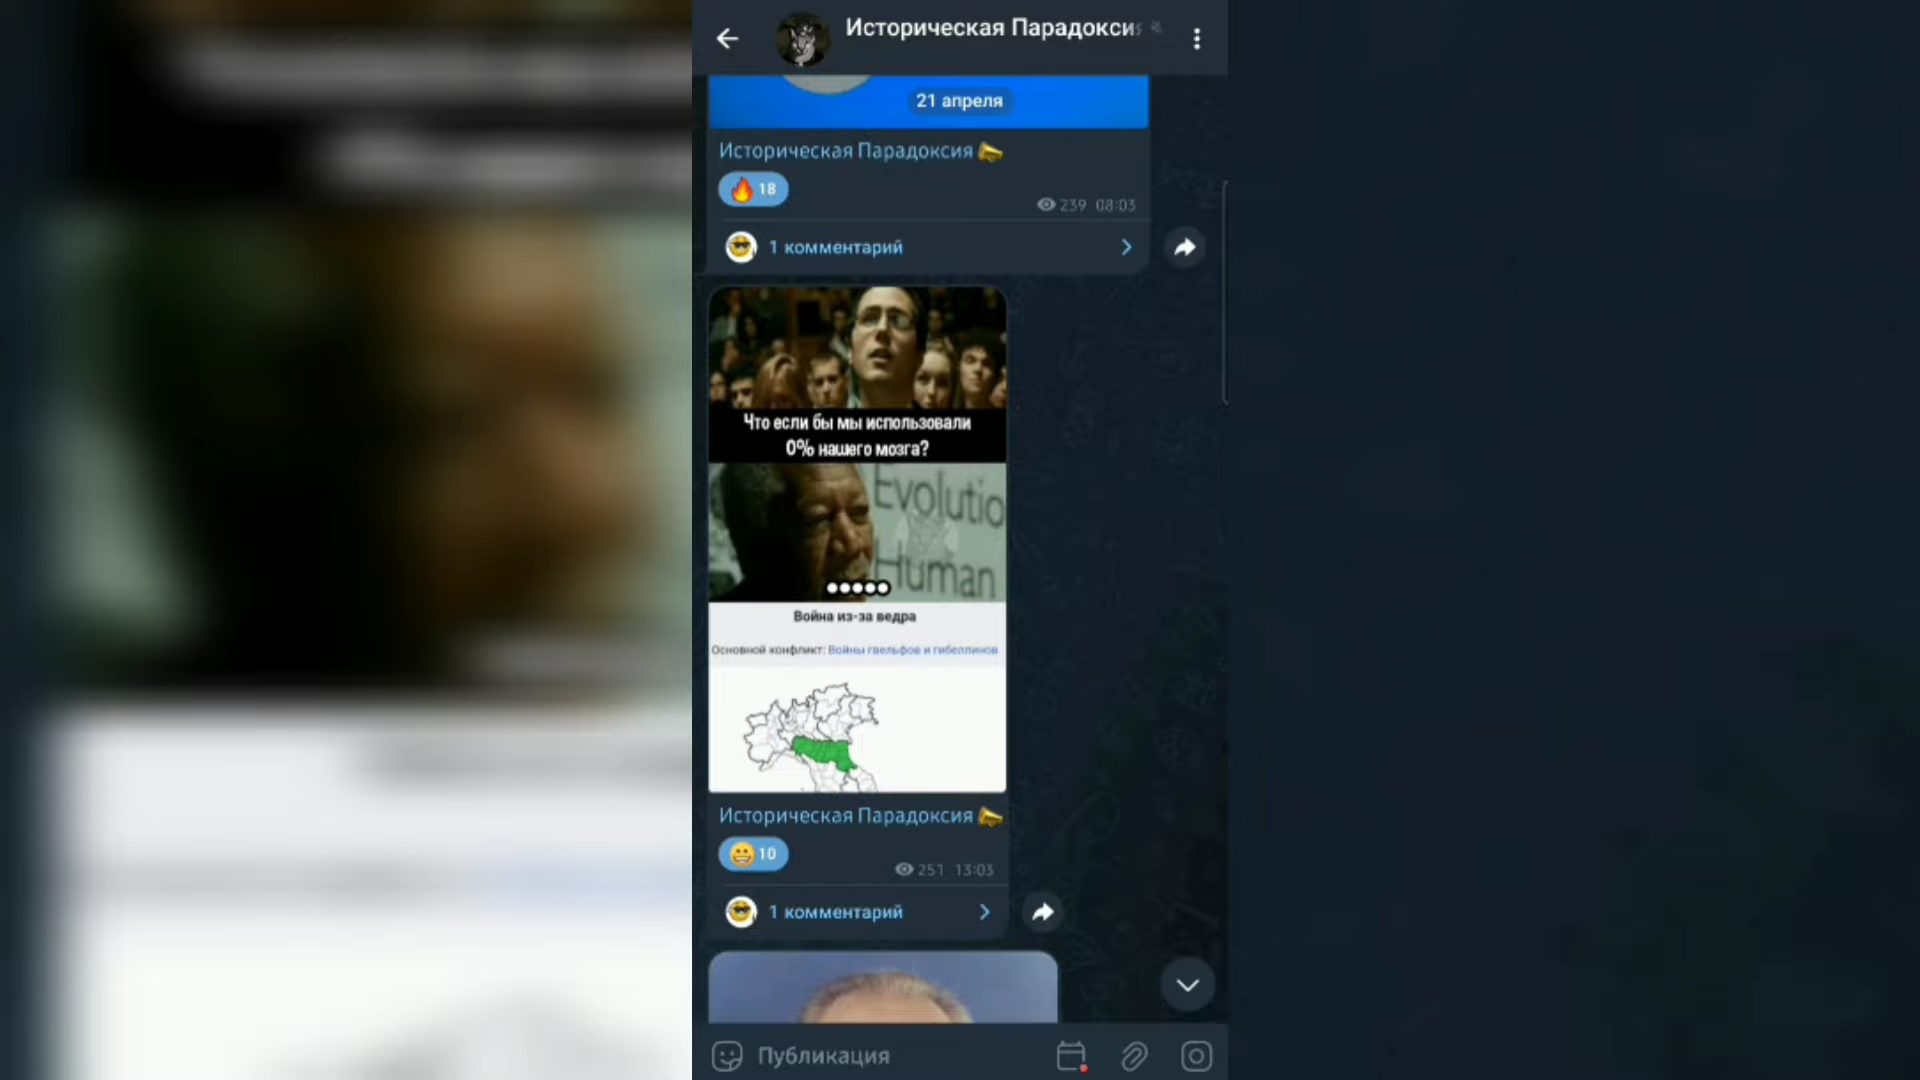 Историческая Парадоксия
21 апреля
Историческая Парадоксия
18
239 08:03
1 комментарий
Что если бы мы использовали
0% нашего мозга?
Evolutio
Human
Война из-за ведра
Основной конфликт: Войны гвельфов и гибеллинов
Историческая Парадоксия
10
251 13:03
1 комментарий
Публикация